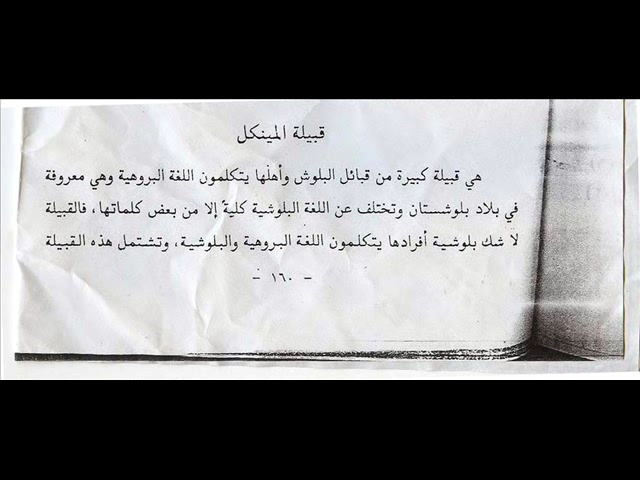 قبيلة المينكل
هي قبيلة كبيرة من قبائل البلوش وأهلها يتكلمون اللغة البروهية وهي معروفة
في بلاد بلوشستان وتختلف عن اللغة البلوشية كلية إلا من بعض كلماتها، فالقبيلة
لا شك بلوشية أفرادها يتكلمون اللغة البروهية والبلوشية، وتشتمل هذه القبيلة
- ١٦٠ -